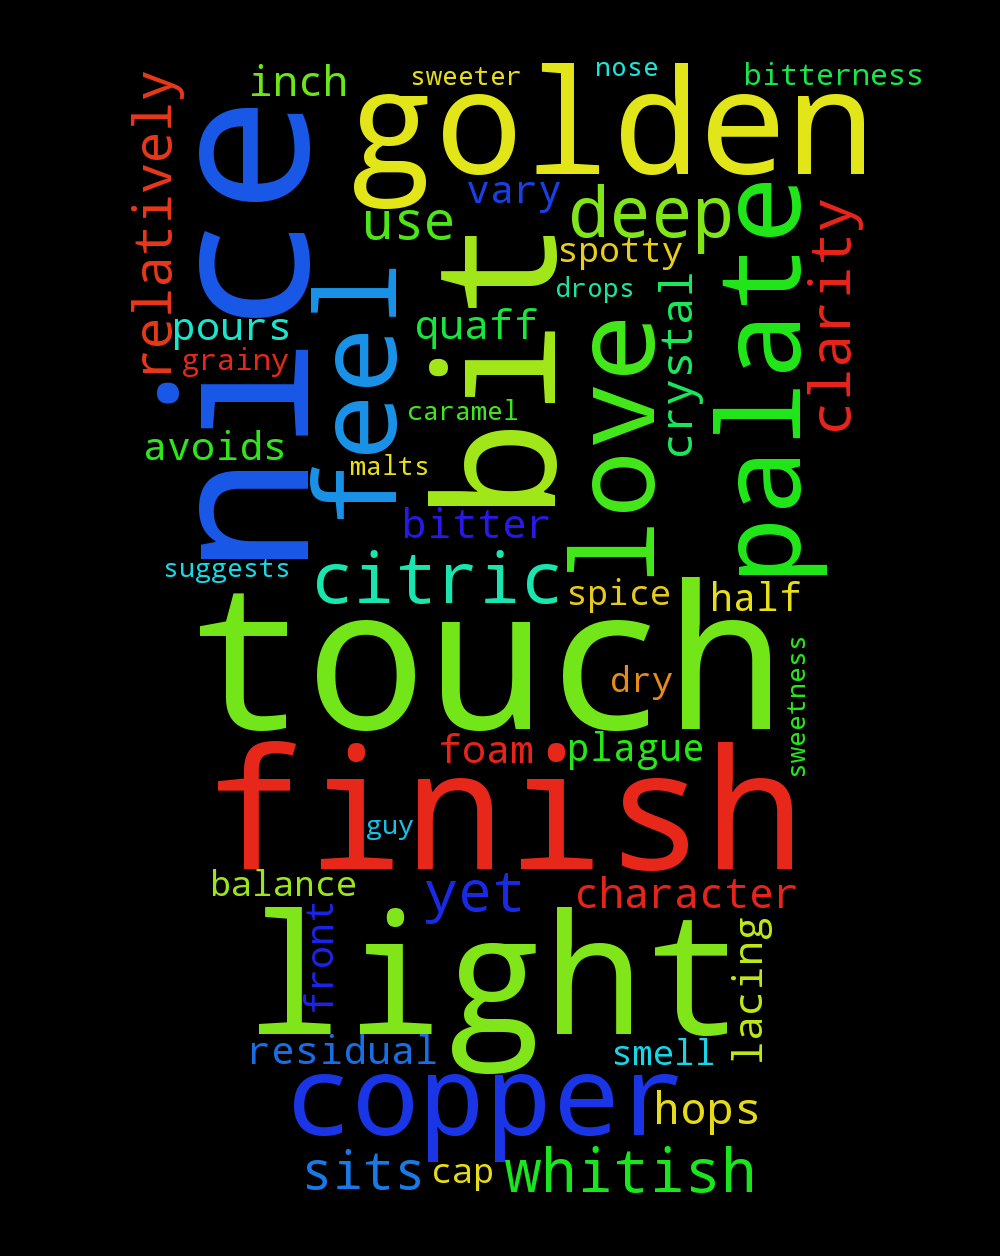 nose
sweeter
bitterness
inch
golden
relatively
nice
vary
use
deep
palate
clarity
spotty
bit
feel
drops
crystal
love
pours
quaff
grainy
caramel
avoids
malts
bitter
suggests
citric
spice
half
touch
dry
sweetness
foam
plague
finish
guy
balance
yet
character
front
light
lacing
residual
smell
copper
hops
sits
cap
whitish